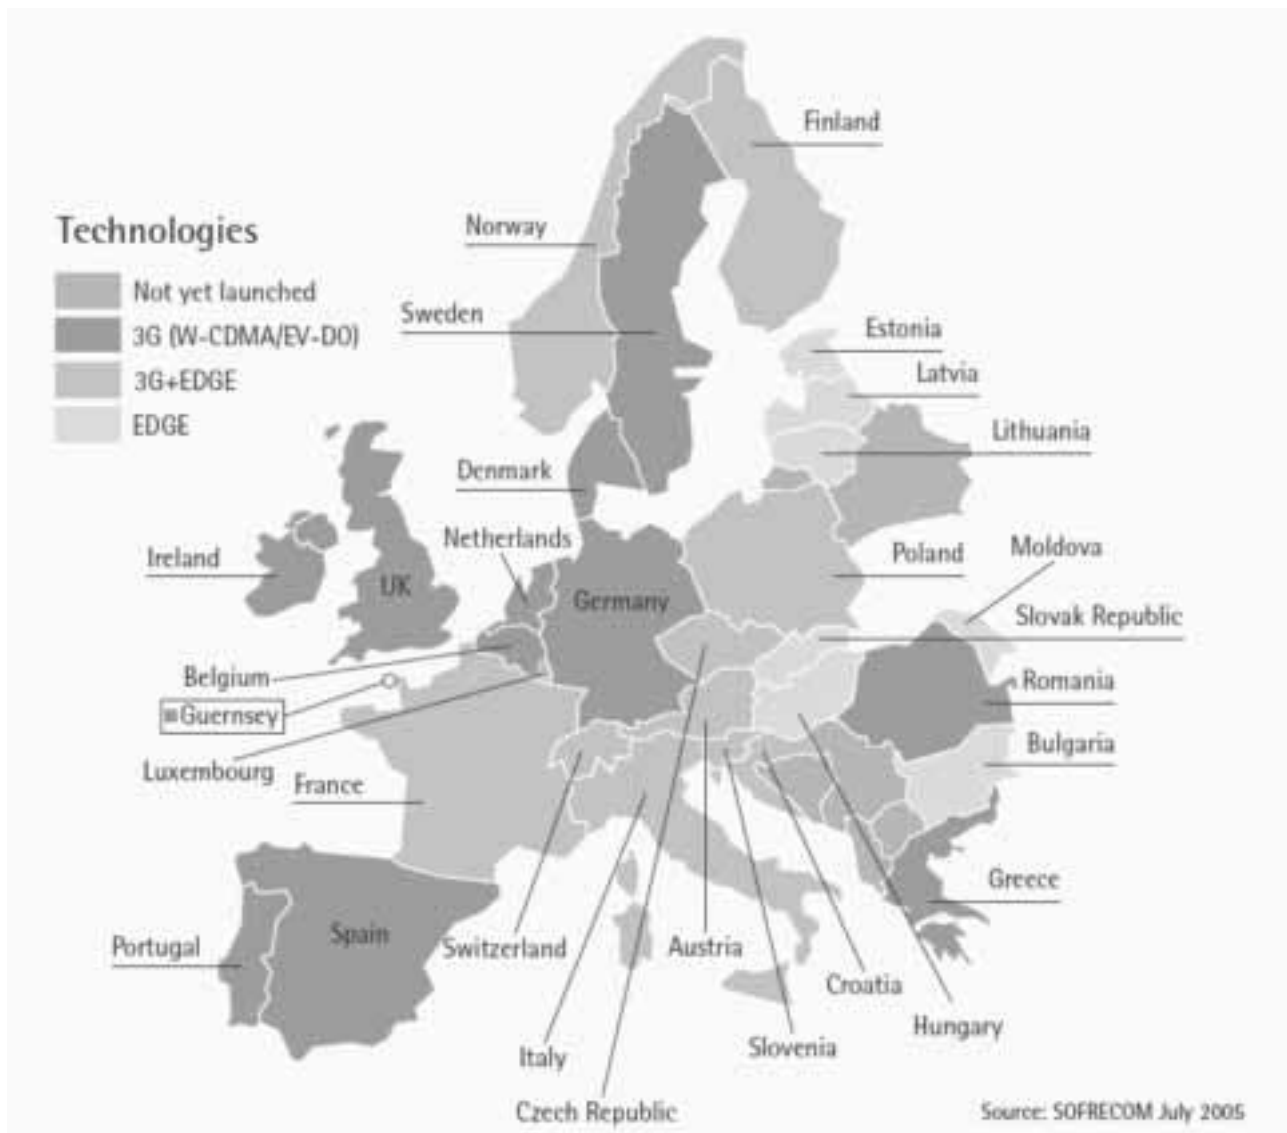 Finland
Technologies
Norway
Not yet launched
Sweden
3G (W-CDMA/EV-DO)
Estonia
Latvia
3G+EDGE
EDGE
Lithuania
Denmark
Netherlands
Moldova
Ireland
Poland
UK
Germany
Slovak Republic
Belgium
Romania
Guernsey
Bulgaria
Luxembourg
France
Greece
Spain
Portugal
Switzerland
Austria
Croatia
Hungary
Slovenia
Italy
Czech Republic
Source: SOFRECOM July 2005